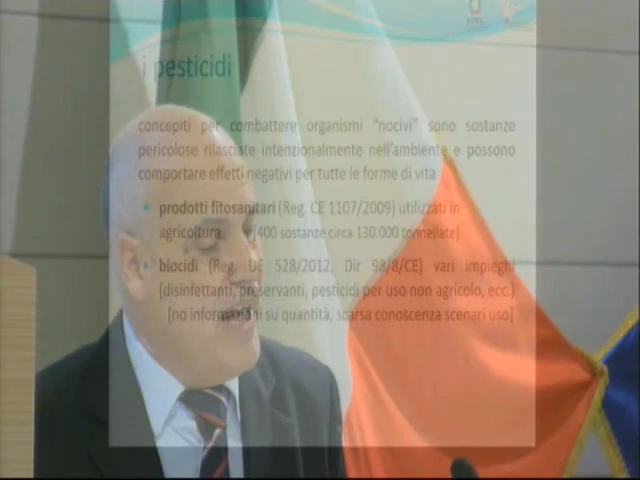 i pesticidi
concepiti per combattere organismi "nocivi" sono sostanze
pericolose rilasciate intenzionalmente nell'ambiente e possono
comportare effetti negativi per tutte le forme di vita
prodotti fitosanitari (Reg. CE 1107/2009) utilizzati in
agricoltura [400 sostanze circa 130.000 tonnellate]
biocidi (Reg. UE 528/2012, Dir 98/8/CE) vari impieghi
(disinfettanti, preservanti, pesticidi per uso non agricolo, ecc.)
[no informazioni su quantità, scarsa conoscenza scenari uso]